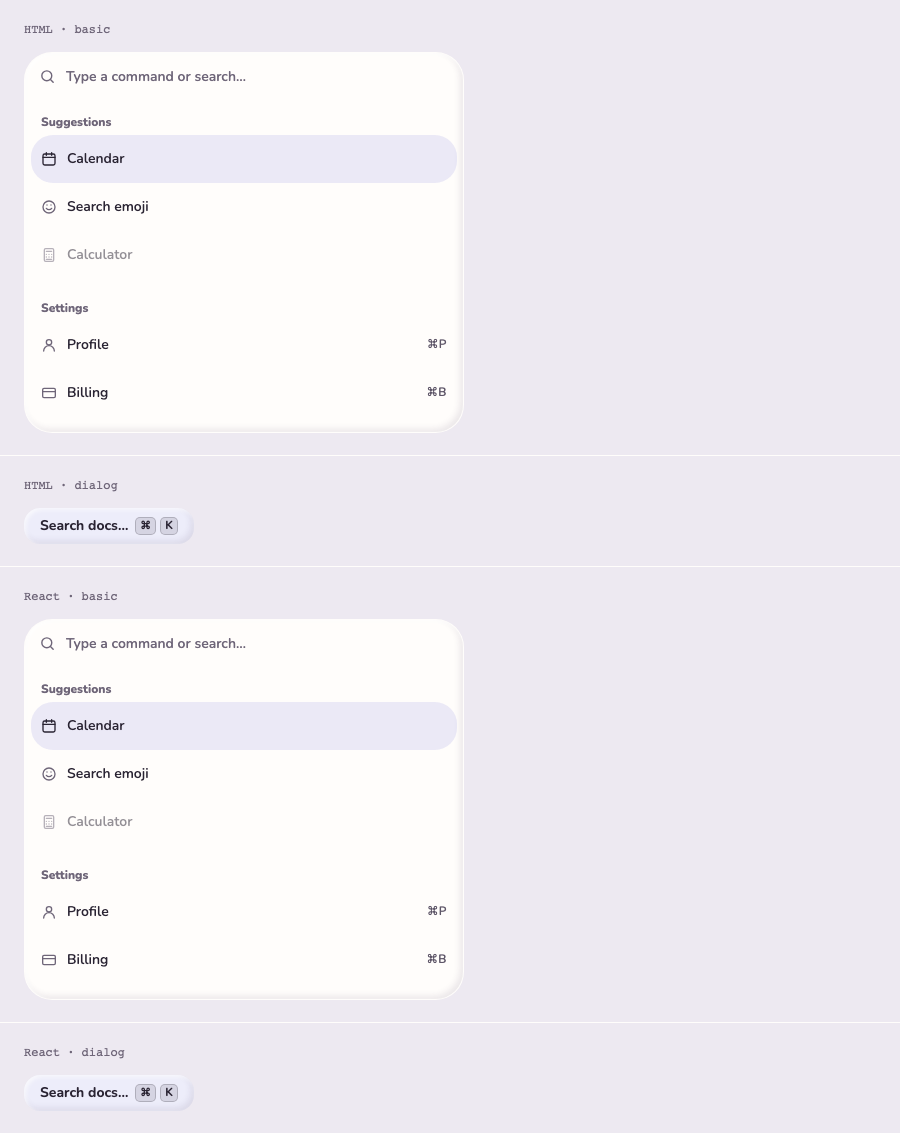 HTML · basic
Type a command or search...
Suggestions
Calendar
Search emoji
Calculator
Settings
Profile ⌘P
Billing ⌘B
HTML · dialog
Search docs... ⌘ K
React · basic
Type a command or search...
Suggestions
Calendar
Search emoji
Calculator
Settings
Profile ⌘P
Billing ⌘B
React · dialog
Search docs... ⌘ K